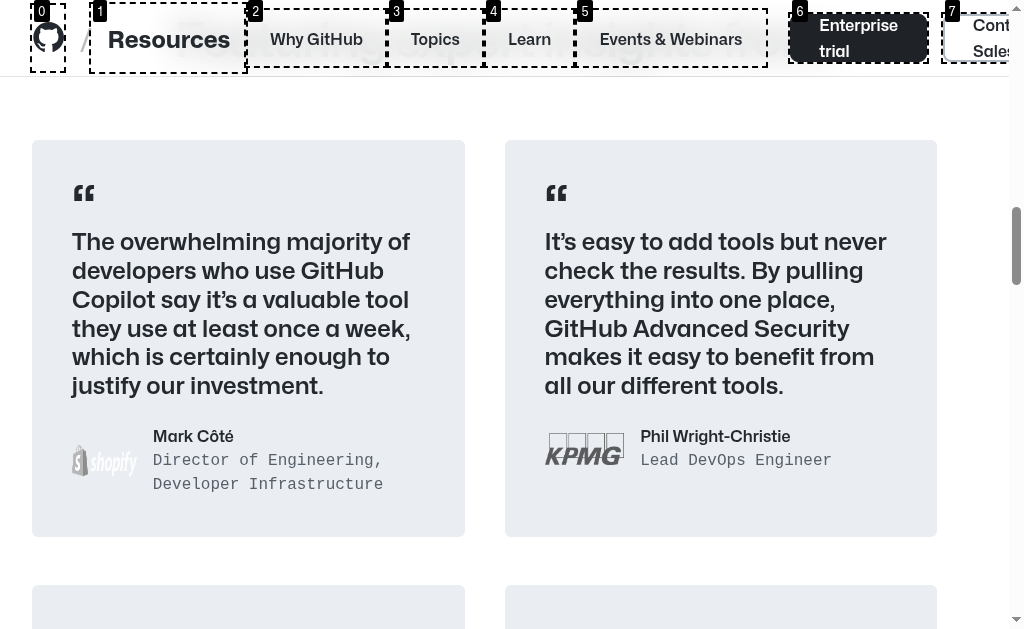 0
1
2
3
4
5
6
7
/
Resources
Why GitHub
Topics
Learn
Events & Webinars
Enterprise
trial
“
The overwhelming majority of
developers who use GitHub
Copilot say it’s a valuable tool
they use at least once a week,
which is certainly enough to
justify our investment.
shopify
Mark Côté
Director of Engineering,
Developer Infrastructure
“
It’s easy to add tools but never
check the results. By pulling
everything into one place,
GitHub Advanced Security
makes it easy to benefit from
all our different tools.
KPMG
Phil Wright-Christie
Lead DevOps Engineer